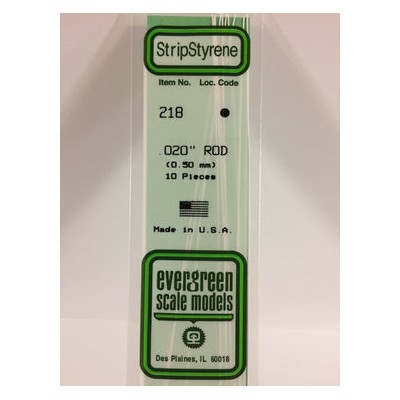 StripStyrene
Item No. Loc. Code
218
.020" ROD
(0.50 mm)
10 Pieces
Made in U.S.A.
evergreen
scale models
Des Plaines, IL 60018